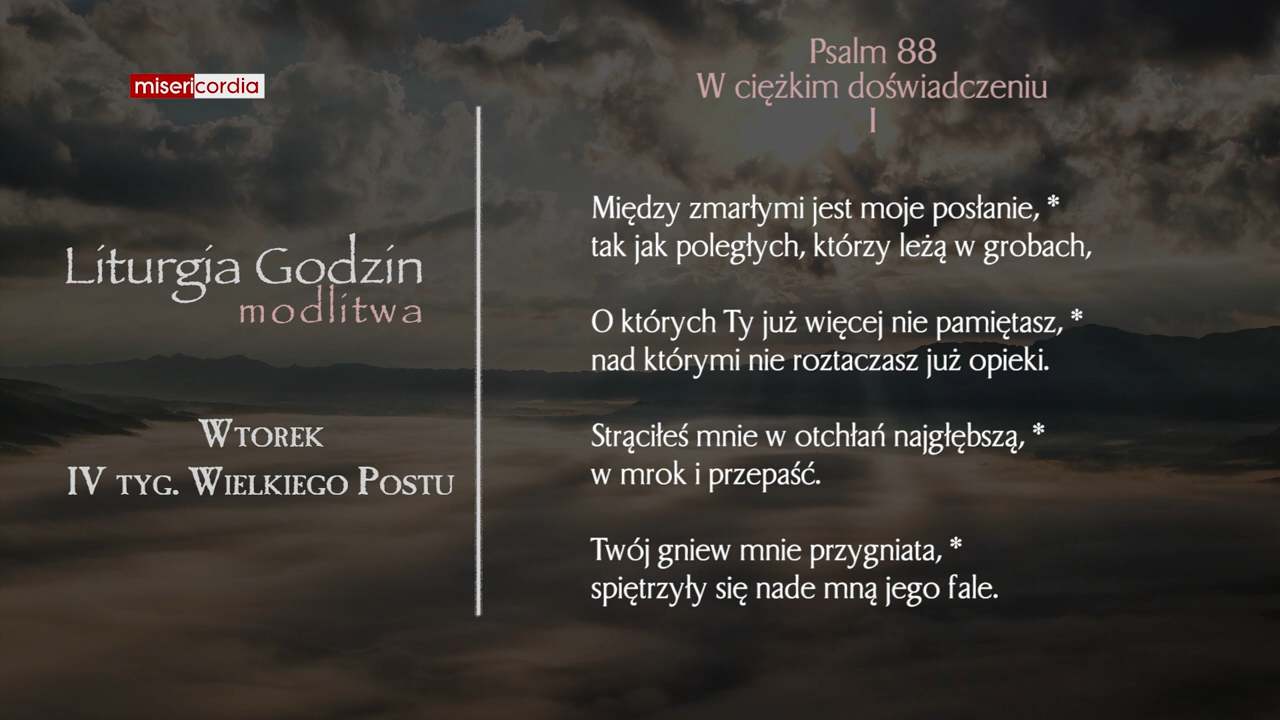 misericordia
Liturgia Godzin
modlitwa
Wtorek
IV tyg. Wielkiego Postu
Psalm 88
W ciężkim doświadczeniu
I
Między zmarłymi jest moje posłanie, *
tak jak poległych, którzy leżą w grobach,
O których Ty już więcej nie pamiętasz, *
nad którymi nie roztaczasz już opieki.
Strąciłeś mnie w otchłań najgłębszą, *
w mrok i przepaść.
Twój gniew mnie przygniata, *
spiętrzyły się nade mną jego fale.